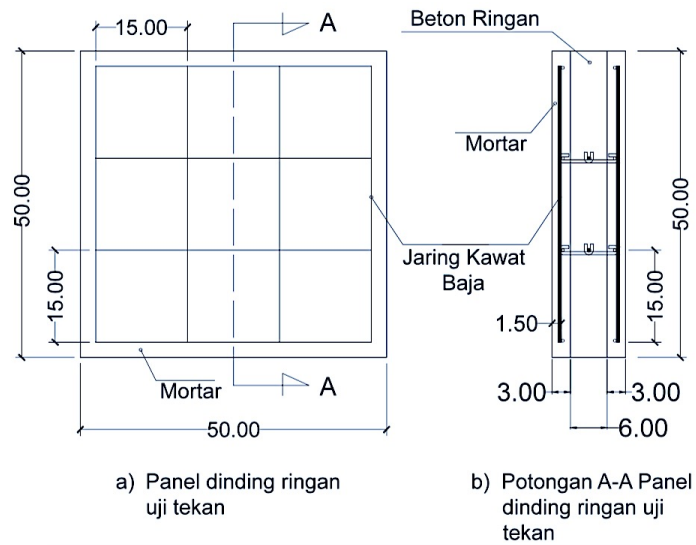 15.00
A
Beton Ringan
Mortar
50.00
50.00
15.00
Jaring Kawat
Baja
15.00
1.50
Mortar
A
3.00
3.00
50.00
6.00
a) Panel dinding ringan
uji tekan
b) Potongan A-A Panel
dinding ringan uji
tekan